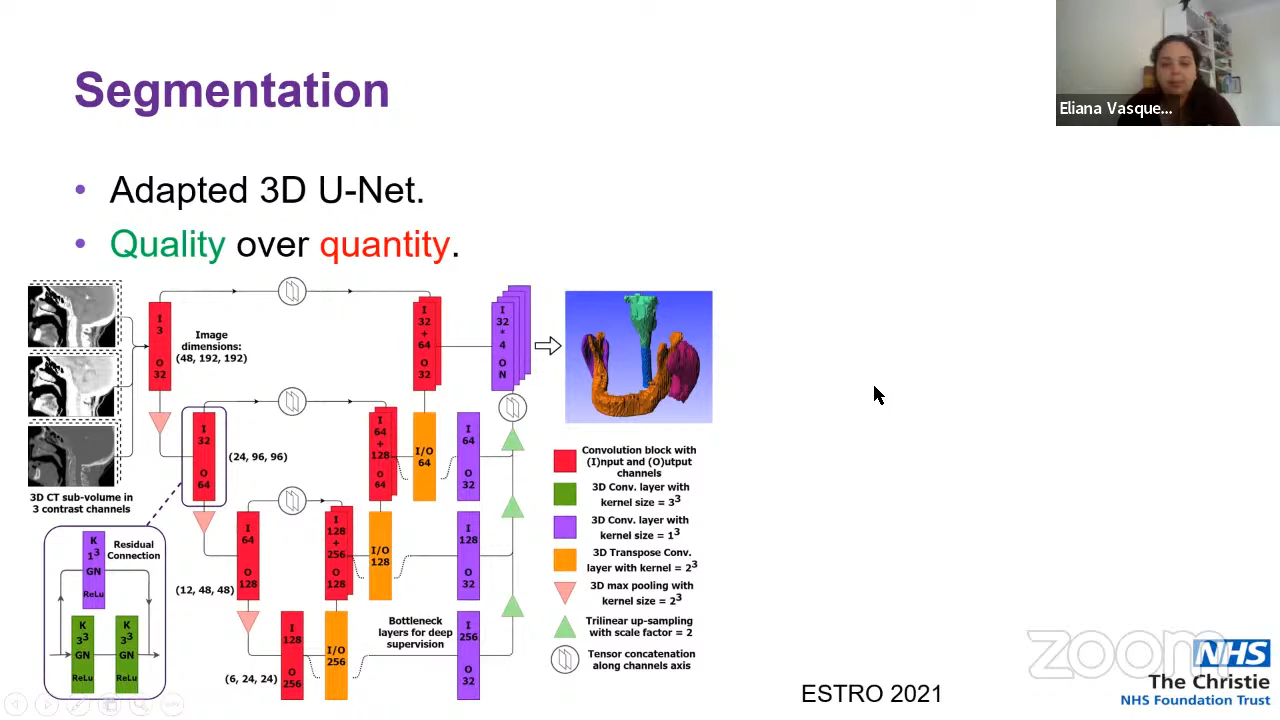 Segmentation
Eliana Vasque...
• Adapted 3D U-Net.
• Quality over quantity.
I
3
O
32
Image
dimensions:
(48, 192, 192)
I
32
+
64
O
32
I
32
*
4
O
N
I
32
O
64
(24, 96, 96)
I
64
+
128
O
64
I/O
64
I
64
O
32
3D CT sub-volume in
3 contrast channels
Residual
Connection
K
1³
GN
ReLu
K
3³
GN
ReLu
K
3³
GN
ReLu
I
64
O
128
(12, 48, 48)
I
128
+
256
O
128
I/O
128
I
128
O
32
Bottleneck
layers for deep
supervision
I
128
O
256
(6, 24, 24)
I/O
256
I
256
O
32
Convolution block with
(I)nput and (O)utput
channels
3D Conv. layer with
kernel size = 3³
3D Conv. layer with
kernel size = 1³
3D Transpose Conv.
layer with kernel = 2³
3D max pooling with
kernel size = 2³
Trilinear up-sampling
with scale factor = 2
Tensor concatenation
along channels axis
ESTRO 2021
zoom
NHS
The Christie
NHS Foundation Trust